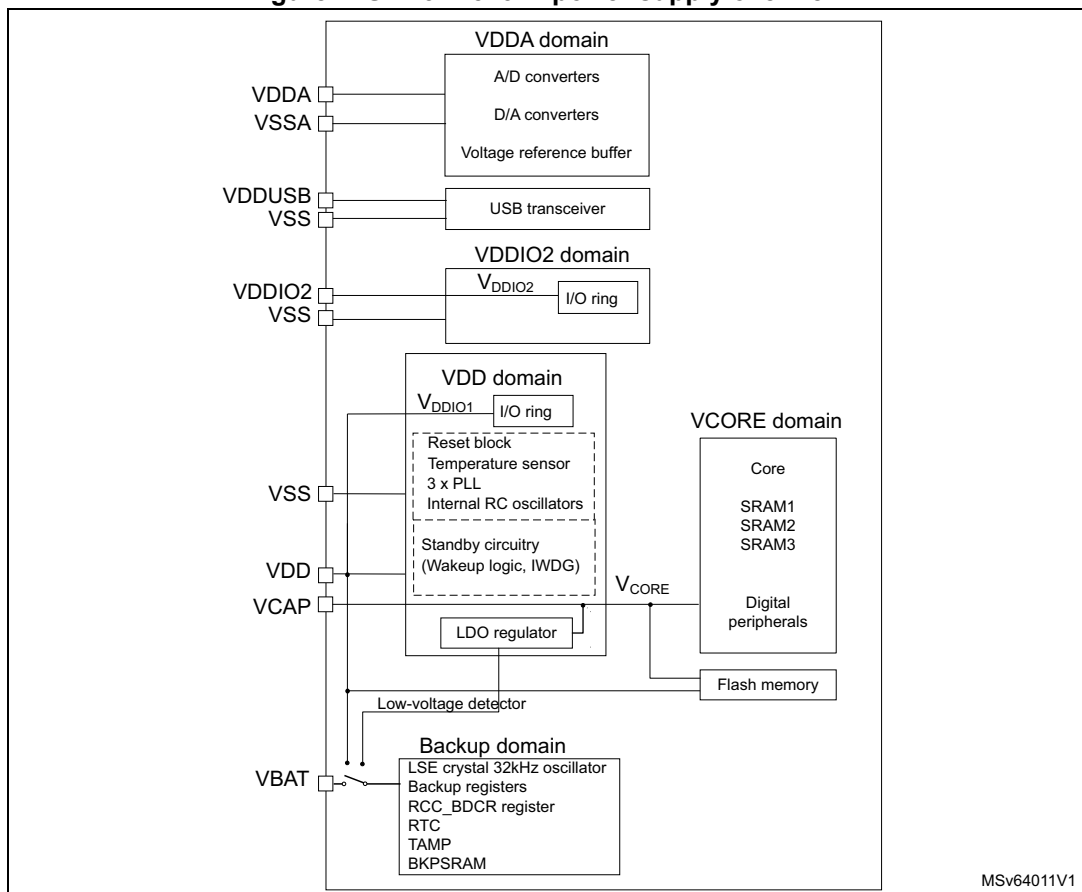 VDDA domain
A/D converters
D/A converters
Voltage reference buffer
VDDA
VSSA
VDDUSB
VSS
USB transceiver
VDDIO2 domain
VDDIO2
I/O ring
VDDIO2
VSS
VDD domain
VDDIO1
I/O ring
Reset block
Temperature sensor
3 x PLL
Internal RC oscillators
Standby circuitry
(Wakeup logic, IWDG)
VSS
VDD
VCAP
LDO regulator
VCORE
VCORE domain
Core
SRAM1
SRAM2
SRAM3
Digital
peripherals
Flash memory
Low-voltage detector
Backup domain
VBAT
LSE crystal 32kHz oscillator
Backup registers
RCC_BDCR register
RTC
TAMP
BKPSRAM
MSv64011V1